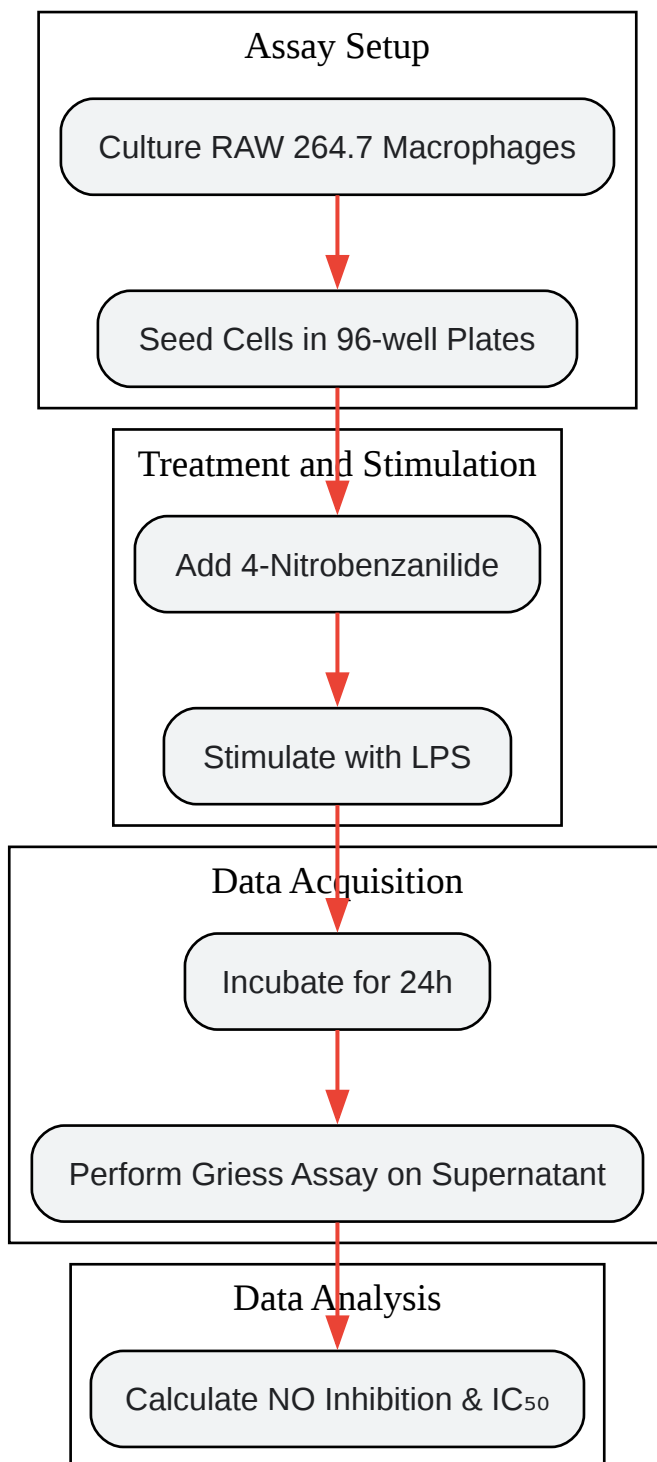 Assay Setup
Culture RAW 264.7 Macrophages
Seed Cells in 96-well Plates
Treatment and Stimulation
Add 4-Nitrobenzanilide
Stimulate with LPS
Data Acquisition
Incubate for 24h
Perform Griess Assay on Supernatant
Data Analysis
Calculate NO Inhibition & IC₅₀